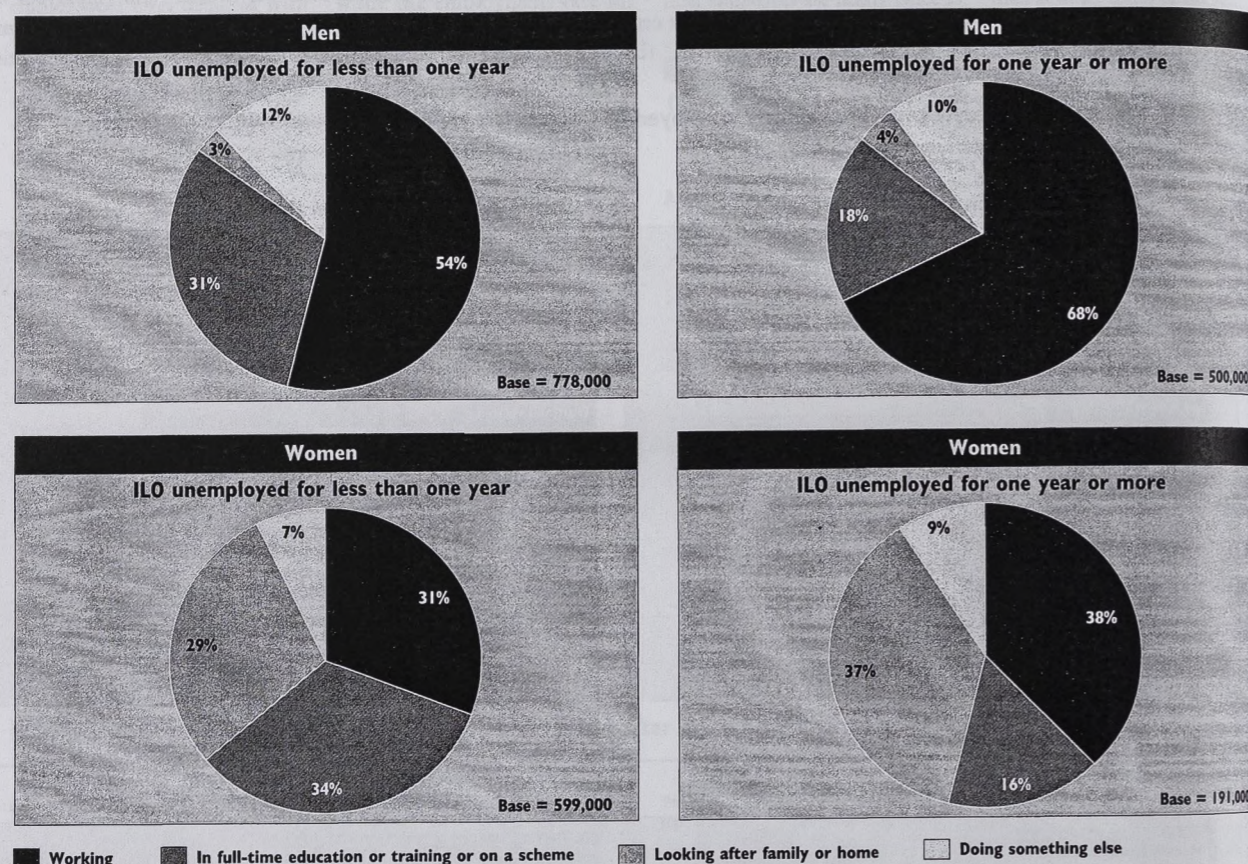 Men
ILO unemployed for less than one year
12%
3%
31%
54%
Base = 778,000
Men
ILO unemployed for one year or more
10%
4%
18%
68%
Base = 500,000
Women
ILO unemployed for less than one year
7%
31%
29%
34%
Base = 599,000
Women
ILO unemployed for one year or more
9%
38%
37%
16%
Base = 191,000
Working
In full-time education or training or on a scheme
Looking after family or home
Doing something else